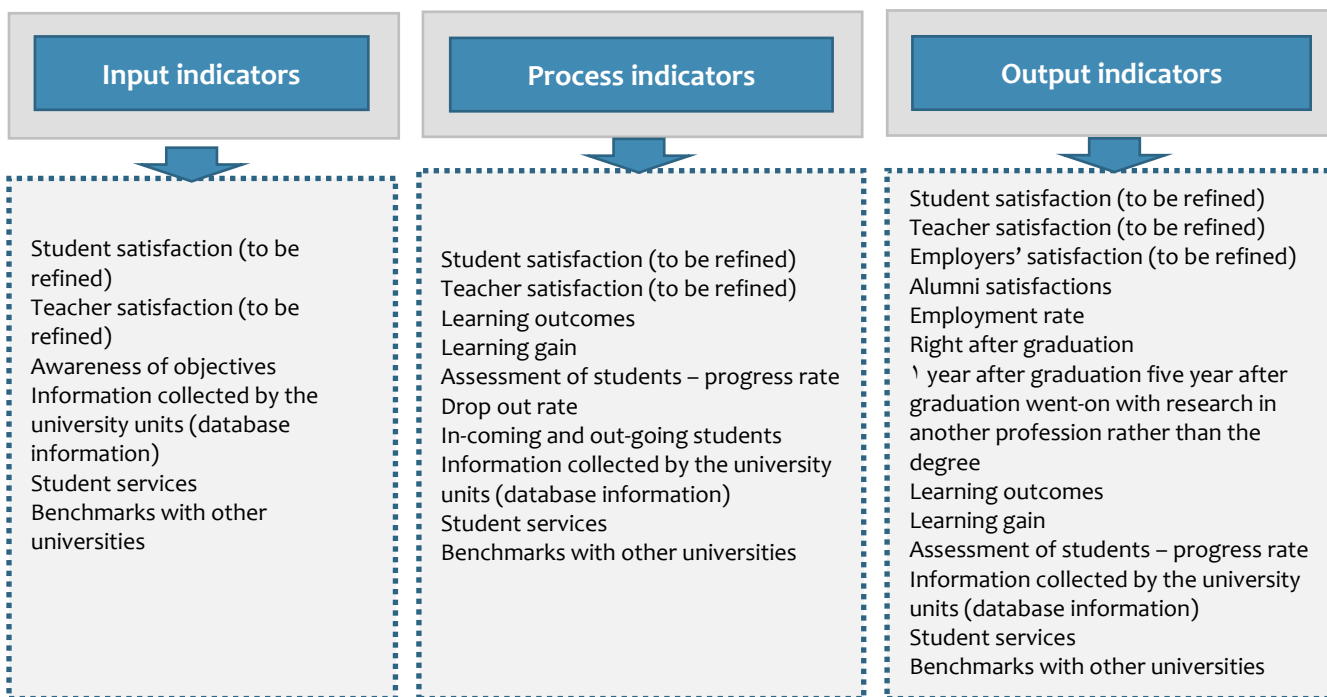 Input indicators
Student satisfaction (to be
refined)
Teacher satisfaction (to be
refined)
Awareness of objectives
Information collected by the
university units (database
information)
Student services
Benchmarks with other
universities
Process indicators
Student satisfaction (to be refined)
Teacher satisfaction (to be refined)
Learning outcomes
Learning gain
Assessment of students – progress rate
Drop out rate
In-coming and out-going students
Information collected by the university
units (database information)
Student services
Benchmarks with other universities
Output indicators
Student satisfaction (to be refined)
Teacher satisfaction (to be refined)
Employers’ satisfaction (to be refined)
Alumni satisfactions
Employment rate
Right after graduation
١ year after graduation five year after
graduation went-on with research in
another profession rather than the
degree
Learning outcomes
Learning gain
Assessment of students – progress rate
Information collected by the university
units (database information)
Student services
Benchmarks with other universities